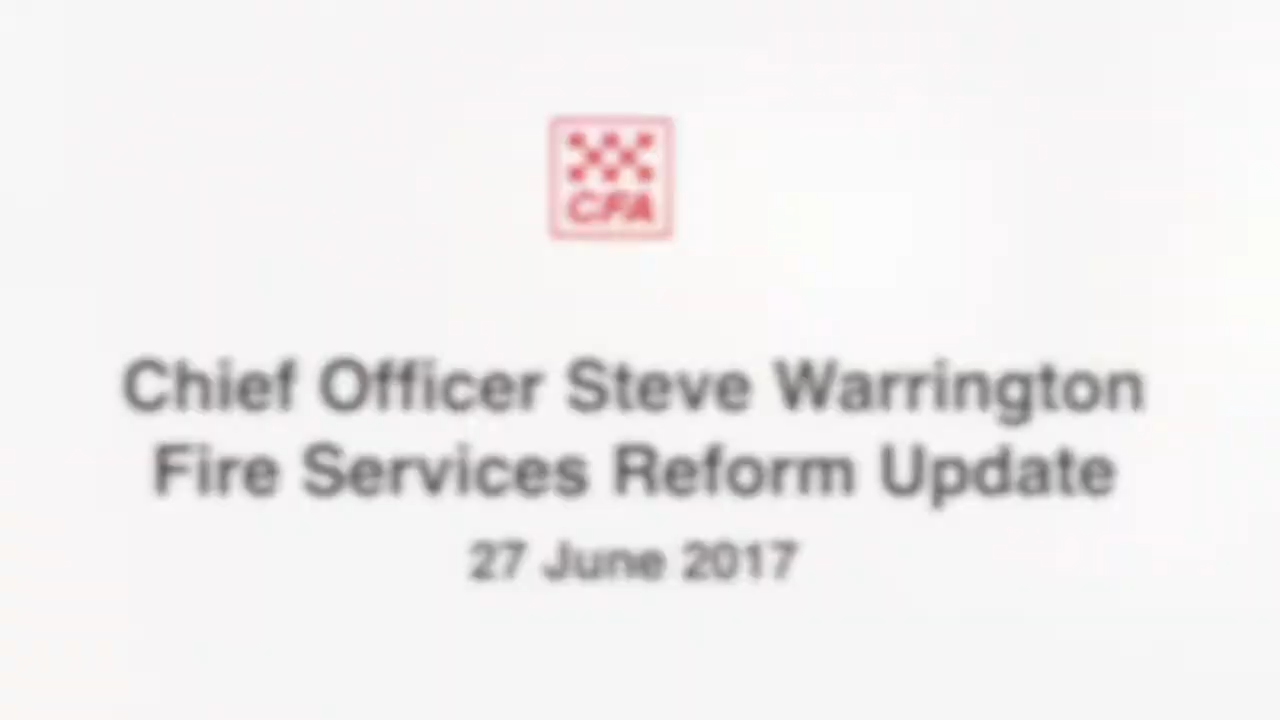 CFA
Chief Officer Steve Warrington
Fire Services Reform Update
27 June 2017